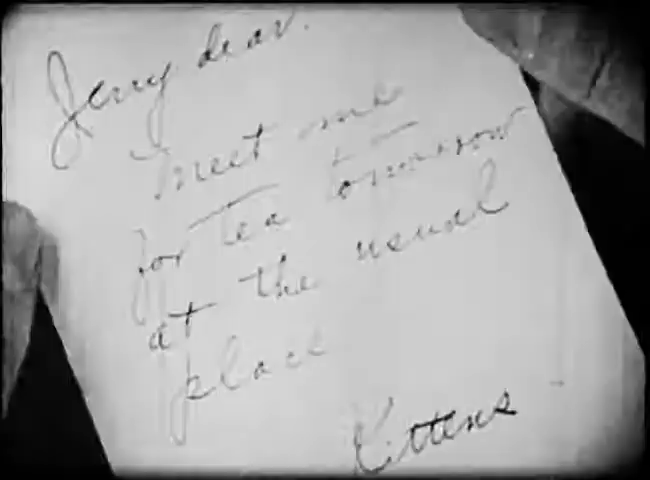 Jerry dear.
meet me
for tea tomorrow
at the usual
place
Kittens